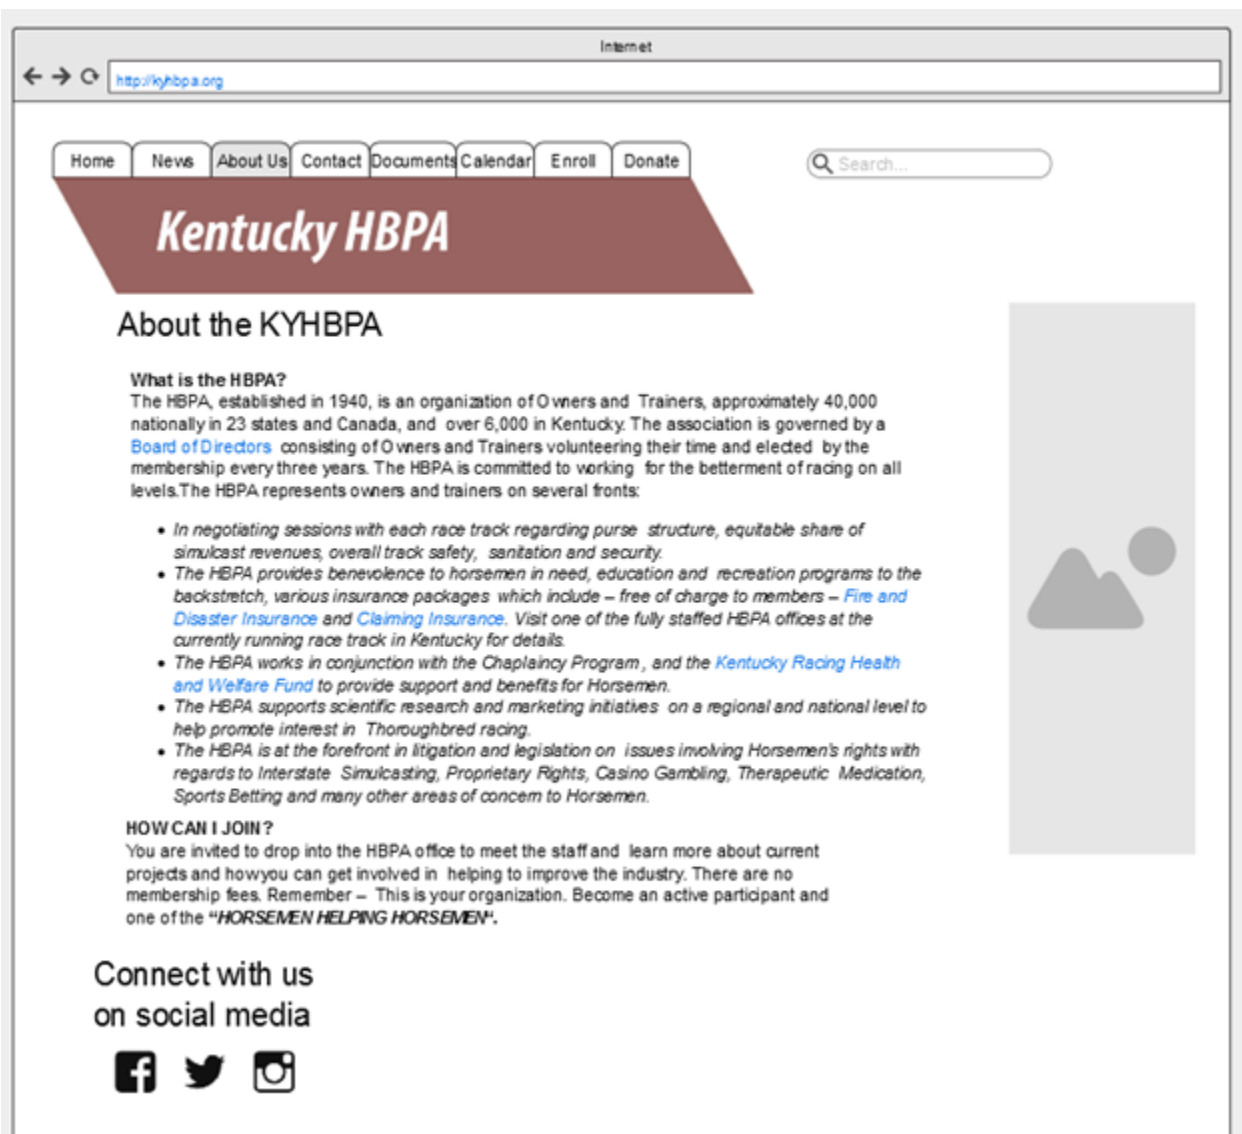 Internet
http://kyhbpa.org
Home News About Us Contact Documents Calendar Enroll Donate
Search...
Kentucky HBPA
About the KYHBPA
What is the HBPA?
The HBPA, established in 1940, is an organization of Owners and Trainers, approximately 40,000
nationally in 23 states and Canada, and over 6,000 in Kentucky. The association is governed by a
Board of Directors consisting of Owners and Trainers volunteering their time and elected by the
membership every three years. The HBPA is committed to working for the betterment of racing on all
levels.The HBPA represents owners and trainers on several fronts:
• In negotiating sessions with each race track regarding purse structure, equitable share of
simulcast revenues, overall track safety, sanitation and security.
• The HBPA provides benevolence to horsemen in need, education and recreation programs to the
backstretch, various insurance packages which include – free of charge to members – Fire and
Disaster Insurance and Claiming Insurance. Visit one of the fully staffed HBPA offices at the
currently running race track in Kentucky for details.
• The HBPA works in conjunction with the Chaplaincy Program, and the Kentucky Racing Health
and Welfare Fund to provide support and benefits for Horsemen.
• The HBPA supports scientific research and marketing initiatives on a regional and national level to
help promote interest in Thoroughbred racing.
• The HBPA is at the forefront in litigation and legislation on issues involving Horsemen's rights with
regards to Interstate Simulcasting, Proprietary Rights, Casino Gambling, Therapeutic Medication,
Sports Betting and many other areas of concern to Horsemen.
HOW CAN I JOIN?
You are invited to drop into the HBPA office to meet the staff and learn more about current
projects and how you can get involved in helping to improve the industry. There are no
membership fees. Remember – This is your organization. Become an active participant and
one of the “HORSEMEN HELPING HORSEMEN“.
Connect with us
on social media